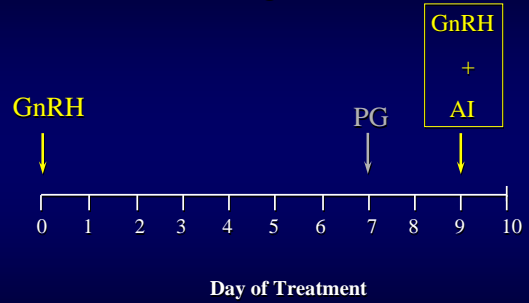 GnRH
+
AI
GnRH
PG
0 1 2 3 4 5 6 7 8 9 10
Day of Treatment